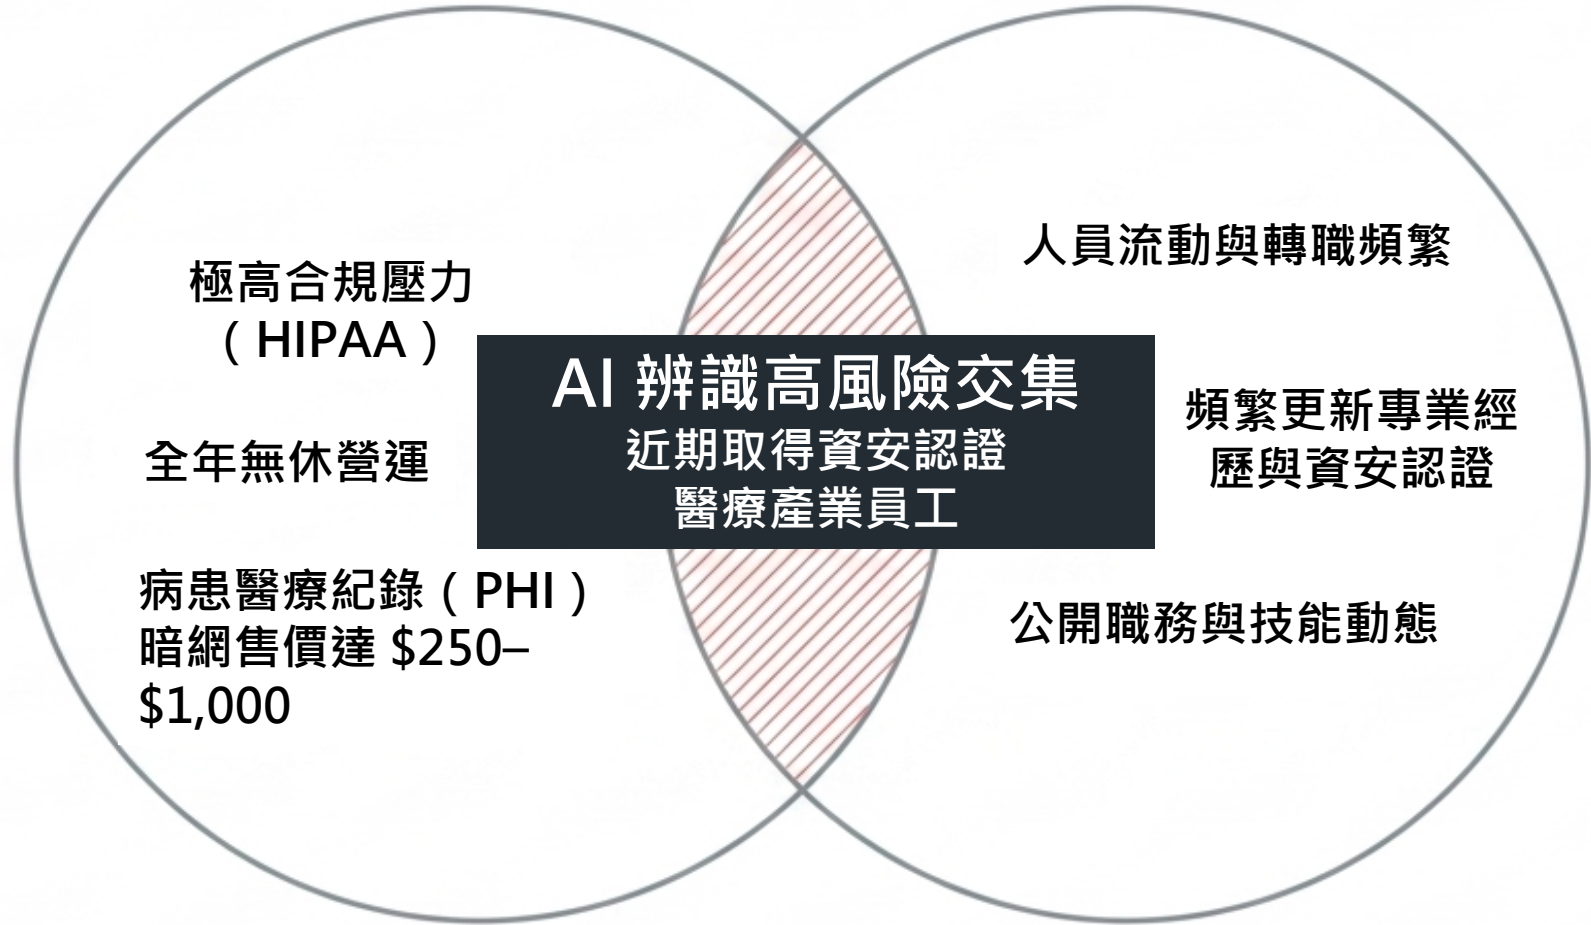 極高合規壓力
（HIPAA）
全年無休營運
病患醫療紀錄（PHI）
暗網售價達 $250–
$1,000
AI 辨識高風險交集
近期取得資安認證
醫療產業員工
人員流動與轉職頻繁
頻繁更新專業經
歷與資安認證
公開職務與技能動態